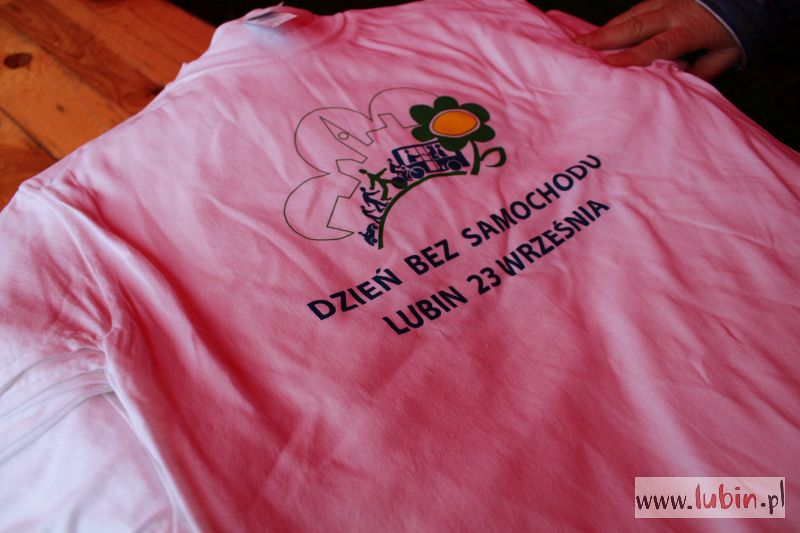 DZIEŃ BEZ SAMOCHODU
LUBIN 23 WRZEŚNIA
www.lubin.pl